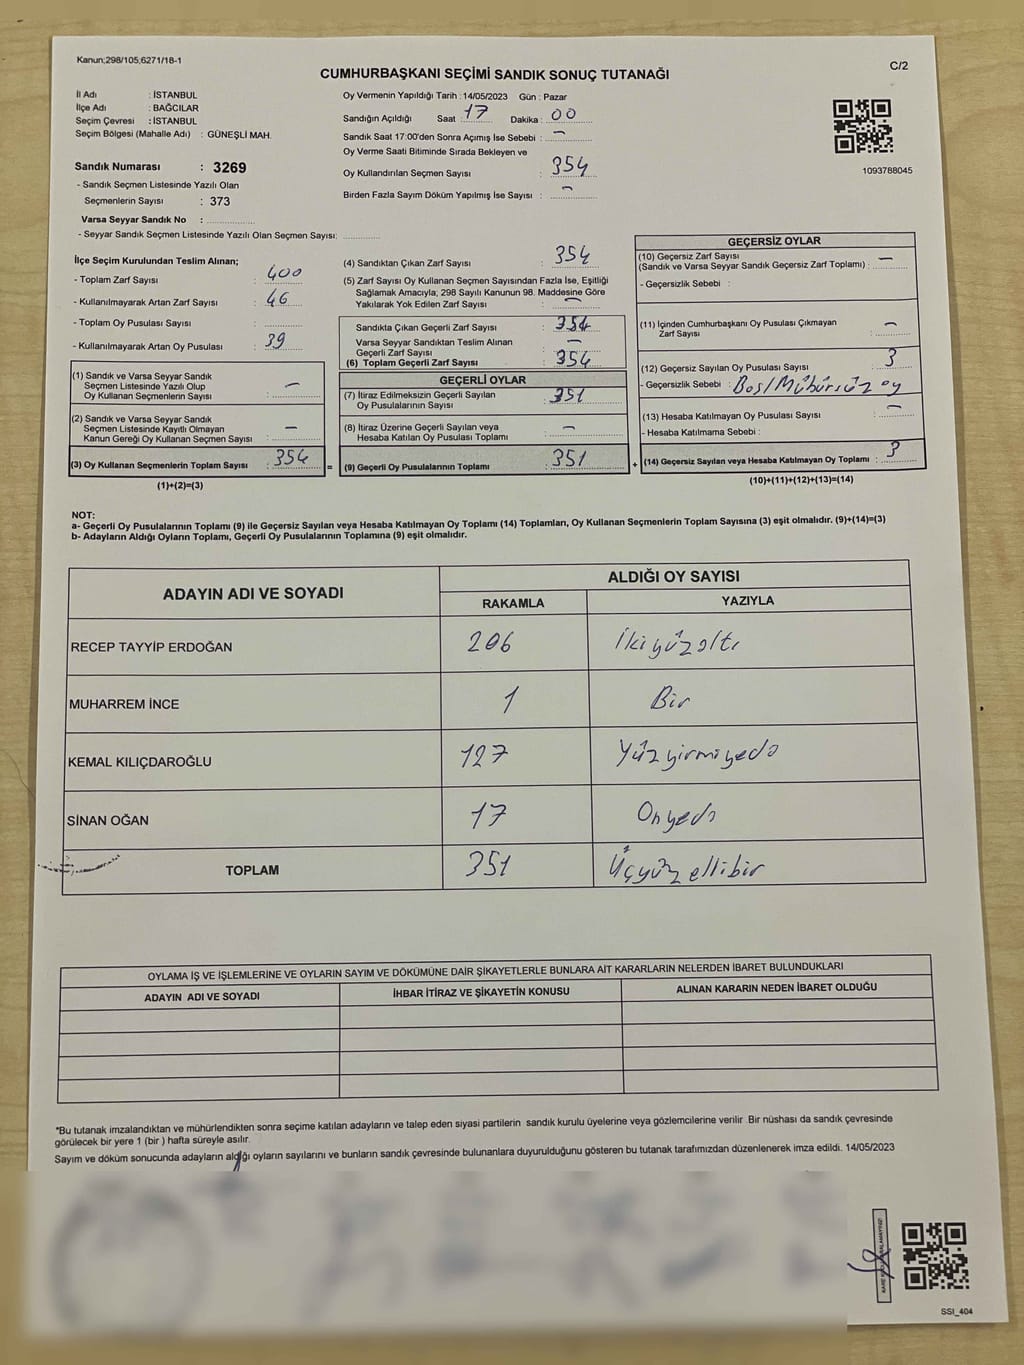 Kanun;298/105,6271/18-1
C/2
CUMHURBAŞKANI SEÇİMİ SANDIK SONUÇ TUTANAĞI
İl Adı : İSTANBUL
İlçe Adı : BAĞCILAR
Seçim Çevresi : İSTANBUL
Seçim Bölgesi (Mahalle Adı) : GÜNEŞLİ MAH.
Sandık Numarası : 3269
- Sandık Seçmen Listesinde Yazılı Olan
Seçmenlerin Sayısı : 373
Varsa Seyyar Sandık No :
- Seyyar Sandık Seçmen Listesinde Yazılı Olan Seçmen Sayısı:
Oy Vermenin Yapıldığı Tarih :14/05/2023 Gün : Pazar
Sandığın Açıldığı Saat : 17 Dakika : 00
Sandık Saat 17:00'den Sonra Açımış İse Sebebi : -
Oy Verme Saati Bitiminde Sırada Bekleyen ve
Oy Kullandırılan Seçmen Sayısı : 354
Birden Fazla Sayım Döküm Yapılmış İse Sayısı : -
1093788045
İlçe Seçim Kurulundan Teslim Alınan;
- Toplam Zarf Sayısı : 400
- Kullanılmayarak Artan Zarf Sayısı : 46
- Toplam Oy Pusulası Sayısı :
- Kullanılmayarak Artan Oy Pusulası : 39
(1) Sandık ve Varsa Seyyar Sandık
Seçmen Listesinde Yazılı Olup
Oy Kullanan Seçmenlerin Sayısı : -
(2) Sandık ve Varsa Seyyar Sandık
Seçmen Listesinde Kayıtlı Olmayan
Kanun Gereği Oy Kullanan Seçmen Sayısı : -
(3) Oy Kullanan Seçmenlerin Toplam Sayısı : 354
(1)+(2)=(3)
=
(4) Sandıktan Çıkan Zarf Sayısı : 354
(5) Zarf Sayısı Oy Kullanan Seçmen Sayısından Fazla İse, Eşitliği
Sağlamak Amacıyla, 298 Sayılı Kanunun 98. Maddesine Göre
Yakılarak Yok Edilen Zarf Sayısı : -
Sandıkta Çıkan Geçerli Zarf Sayısı : 354
Varsa Seyyar Sandıktan Teslim Alınan
Geçerli Zarf Sayısı : -
(6) Toplam Geçerli Zarf Sayısı : 354
GEÇERLİ OYLAR
(7) İtiraz Edilmeksizin Geçerli Sayılan
Oy Pusulalarının Sayısı : 351
(8) İtiraz Üzerine Geçerli Sayılan veya
Hesaba Katılan Oy Pusulası Toplamı : -
(9) Geçerli Oy Pusulalarının Toplamı : 351
+
GEÇERSİZ OYLAR
(10) Geçersiz Zarf Sayısı
(Sandık ve Varsa Seyyar Sandık Geçersiz Zarf Toplamı) : -
- Geçersizlik Sebebi :
(11) İçinden Cumhurbaşkanı Oy Pusulası Çıkmayan
Zarf Sayısı : -
(12) Geçersiz Sayılan Oy Pusulası Sayısı : 3
- Geçersizlik Sebebi : Boş/Mühürsüz oy
(13) Hesaba Katılmayan Oy Pusulası Sayısı : -
- Hesaba Katılmama Sebebi :
(14) Geçersiz Sayılan veya Hesaba Katılmayan Oy Toplamı : 3
(10)+(11)+(12)+(13)=(14)
NOT:
a- Geçerli Oy Pusulalarının Toplamı (9) ile Geçersiz Sayılan veya Hesaba Katılmayan Oy Toplamı (14) Toplamları, Oy Kullanan Seçmenlerin Toplam Sayısına (3) eşit olmalıdır. (9)+(14)=(3)
b- Adayların Aldığı Oyların Toplamı, Geçerli Oy Pusulalarının Toplamına (9) eşit olmalıdır.
ADAYIN ADI VE SOYADI ALDIĞI OY SAYISI
RAKAMLA YAZIYLA
RECEP TAYYİP ERDOĞAN 206 İkiyüzaltı
MUHARREM İNCE 1 Bir
KEMAL KILIÇDAROĞLU 127 Yüzyirmiyedi
SİNAN OĞAN 17 Onyedi
TOPLAM 351 Üçyüzellibir
OYLAMA İŞ VE İŞLEMLERİNE VE OYLARIN SAYIM VE DÖKÜMÜNE DAİR ŞİKAYETLERLE BUNLARA AİT KARARLARIN NELERDEN İBARET BULUNDUKLARI
ADAYIN ADI VE SOYADI İHBAR İTİRAZ VE ŞİKAYETİN KONUSU ALINAN KARARIN NEDEN İBARET OLDUĞU
*Bu tutanak imzalandıktan ve mühürlendikten sonra seçime katılan adayların ve talep eden siyasi partilerin sandık kurulu üyelerine veya gözlemcilerine verilir. Bir nüshası da sandık çevresinde
görülecek bir yere 1 (bir ) hafta süreyle asılır.
Sayım ve döküm sonucunda adayların aldığı oyların sayılarını ve bunların sandık çevresinde bulunanlara duyurulduğunu gösteren bu tutanak tarafımızdan düzenlenerek imza edildi. 14/05/2023
SSI_404